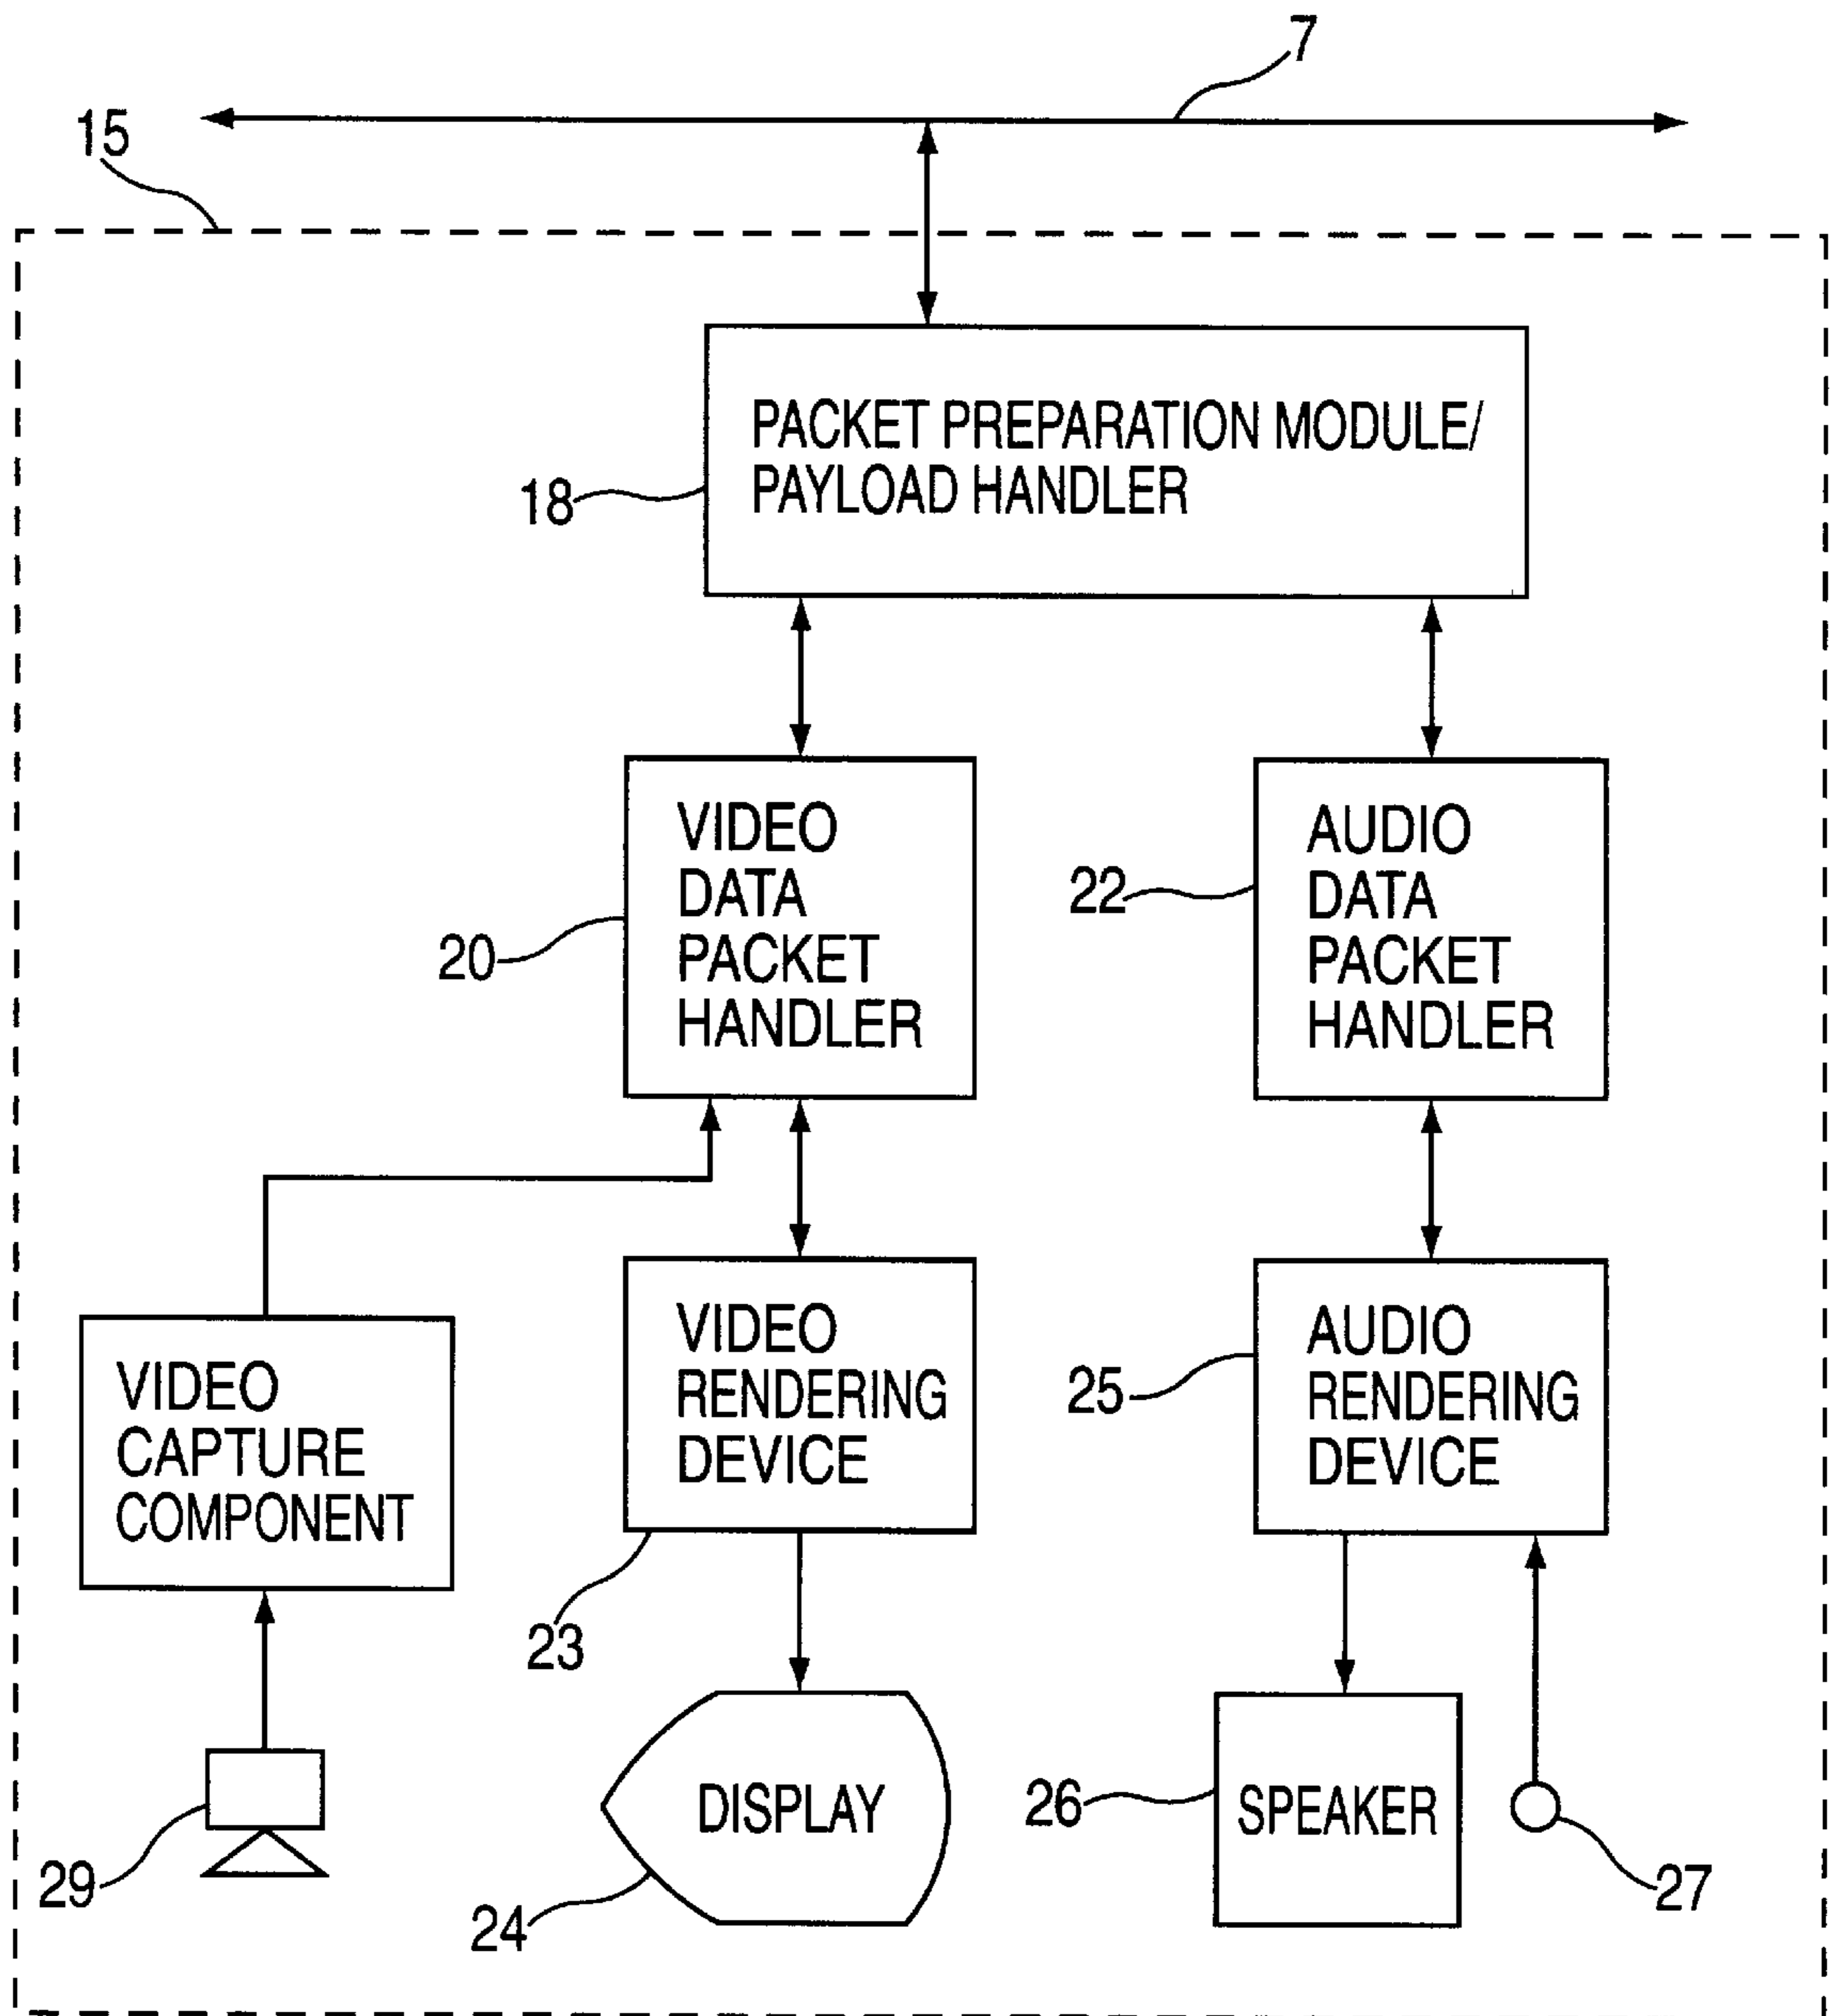 7
15
PACKET PREPARATION MODULE/
PAYLOAD HANDLER
18
VIDEO
DATA
PACKET
HANDLER
20
AUDIO
DATA
PACKET
HANDLER
22
VIDEO
CAPTURE
COMPONENT
VIDEO
RENDERING
DEVICE
23
AUDIO
RENDERING
DEVICE
25
29
DISPLAY
24
SPEAKER
26
27